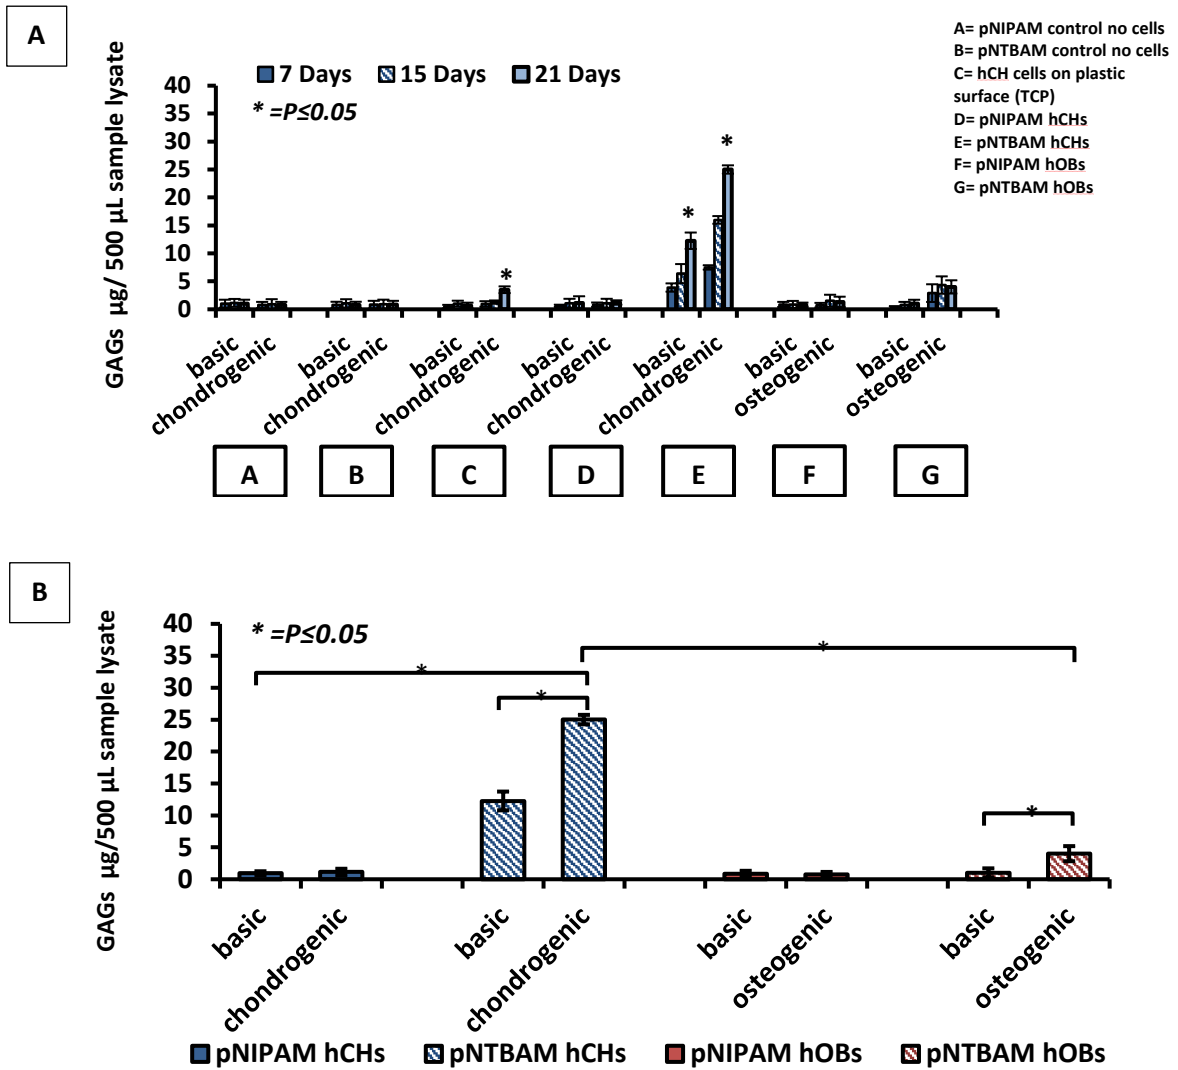 A
GAGs µg/ 500 µL sample lysate
7 Days 15 Days 21 Days
* =P≤0.05
40
35
30
25
20
15
10
5
0
*
*
*
basic
chondrogenic
basic
chondrogenic
basic
chondrogenic
basic
chondrogenic
basic
chondrogenic
basic
osteogenic
basic
osteogenic
A B C D E F G
A= pNIPAM control no cells
B= pNTBAM control no cells
C= hCH cells on plastic
surface (TCP)
D= pNIPAM hCHs
E= pNTBAM hCHs
F= pNIPAM hOBs
G= pNTBAM hOBs
B
GAGs µg/500 µL sample lysate
* =P≤0.05
40
35
30
25
20
15
10
5
0
*
*
*
*
basic
chondrogenic
basic
chondrogenic
basic
osteogenic
basic
osteogenic
pNIPAM hCHs pNTBAM hCHs pNIPAM hOBs pNTBAM hOBs